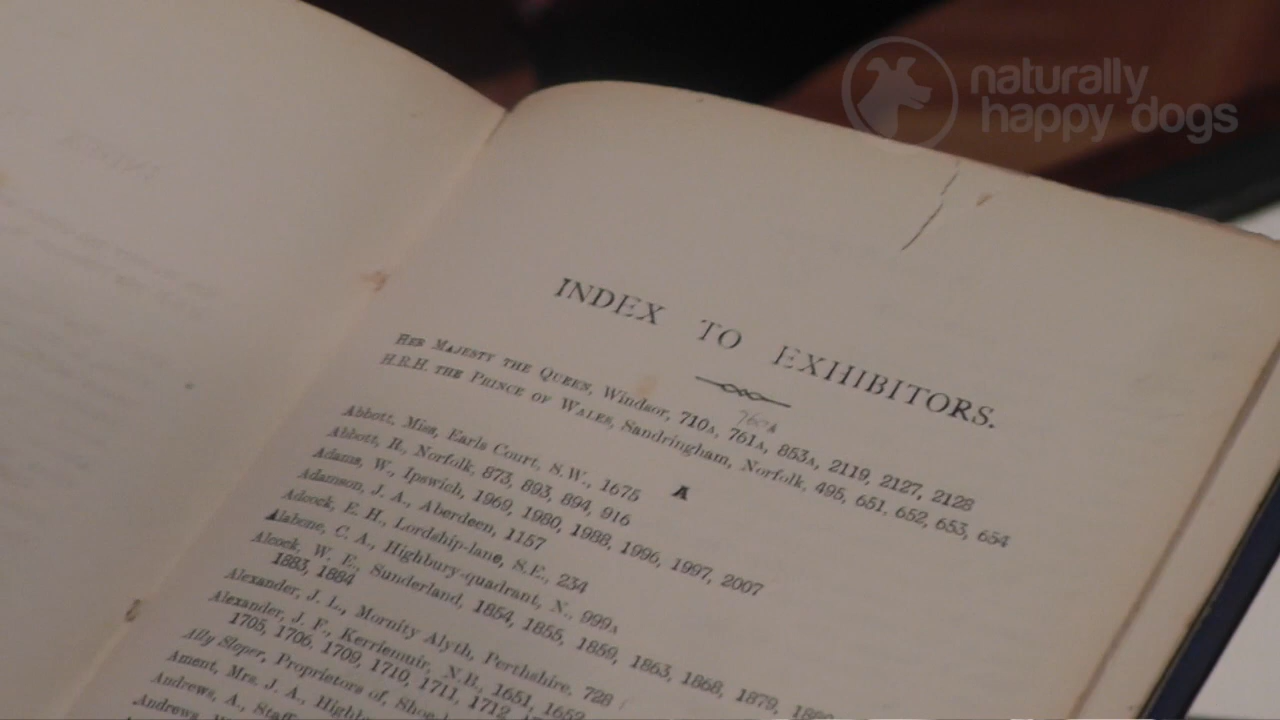 naturally
happy dogs
INDEX TO EXHIBITORS.
HER MAJESTY THE QUEEN, Windsor, 710A, 761A, 853A, 2119, 2127, 2128
760A
H.R.H. THE PRINCE OF WALES, Sandringham, Norfolk, 495, 651, 652, 653, 654
A
Abbott, Miss, Earls Court, S.W., 1675
Abbott, R., Norfolk, 873, 893, 894, 916
Adams, W., Ipswich, 1969, 1980, 1988, 1996, 1997, 2007
Adamson, J. A., Aberdeen, 1157
Adcock, E. H., Lordship-lane, S.E., 234
Alabone, C. A., Highbury-quadrant, N., 999A
Alcock, W. E., Sunderland, 1854, 1855, 1859, 1863, 1868, 1879,
1883, 1884
Alexander, J. L., Mornity Alyth, Perthshire, 728
Alexander, J. F., Kerriemuir, N.B., 1651, 1652
1705, 1706, 1709, 1710, 1711, 1712,
Ally Sloper, Proprietors of,
Ament, Mrs. J. A.,
Andrews, A.,
Andrews,